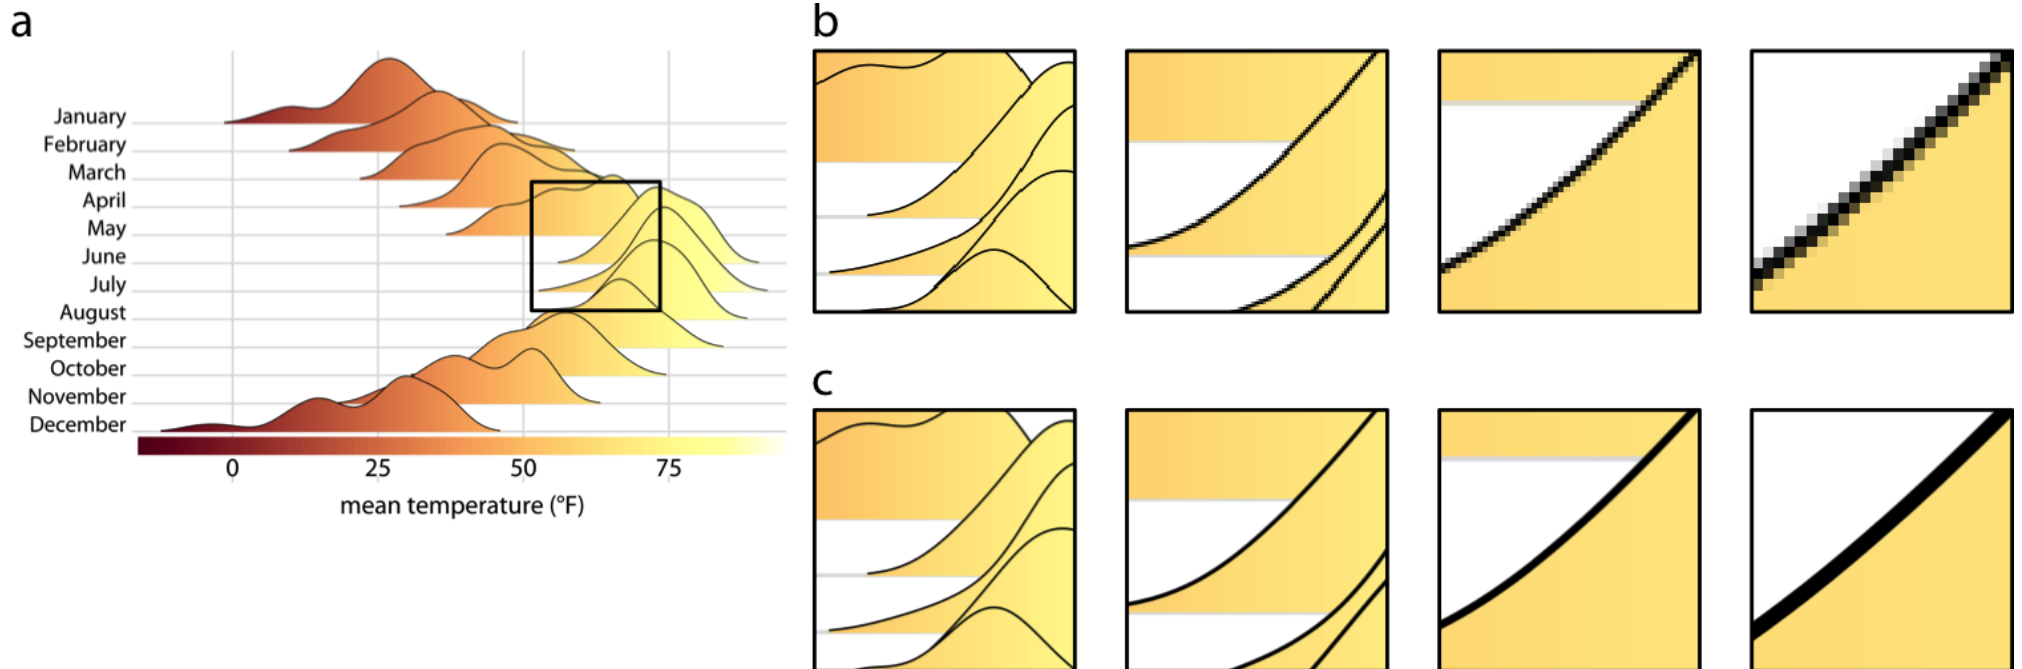 a
January
February
March
April
May
June
July
August
September
October
November
December
0 25 50 75
mean temperature (°F)
b
c